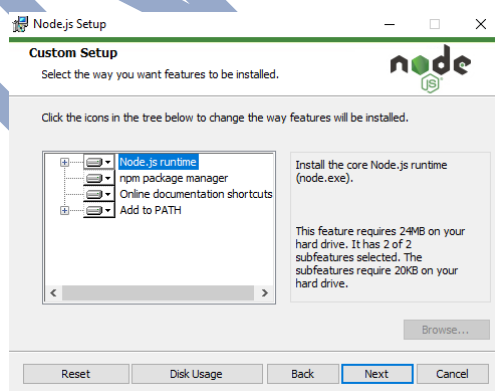 Node.js Setup
Custom Setup
Select the way you want features to be installed.
node
JS
Click the icons in the tree below to change the way features will be installed.
Node.js runtime
npm package manager
Online documentation shortcuts
Add to PATH
Install the core Node.js runtime
(node.exe).
This feature requires 24MB on your
hard drive. It has 2 of 2
subfeatures selected. The
subfeatures require 20KB on your
hard drive.
Browse...
Reset
Disk Usage
Back
Next
Cancel